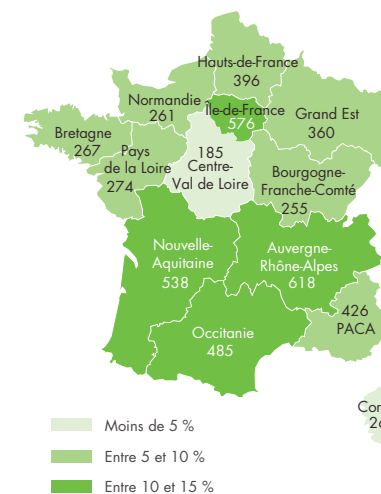 Hauts-de-France
396
Normandie
261
Île-de-France
576
Grand Est
360
Bretagne
267
Pays
de la Loire
274
185
Centre-
Val de Loire
Bourgogne-
Franche-Comté
255
Nouvelle-
Aquitaine
538
Auvergne-
Rhône-Alpes
618
426
PACA
Occitanie
485
Moins de 5 %
Entre 5 et 10 %
Entre 10 et 15 %